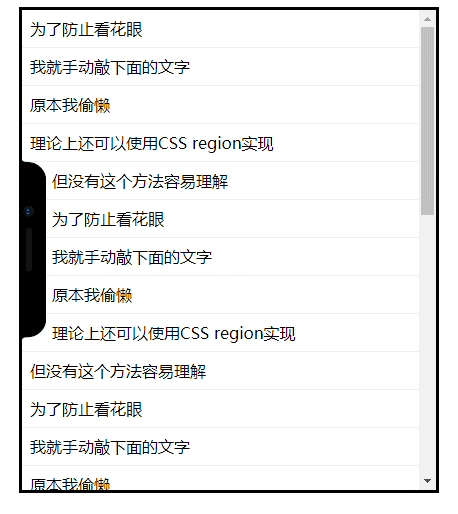 为了防止看花眼
我就手动敲下面的文字
原本我偷懒
理论上还可以使用CSS region实现
但没有这个方法容易理解
为了防止看花眼
我就手动敲下面的文字
原本我偷懒
理论上还可以使用CSS region实现
但没有这个方法容易理解
为了防止看花眼
我就手动敲下面的文字
原本我偷懒